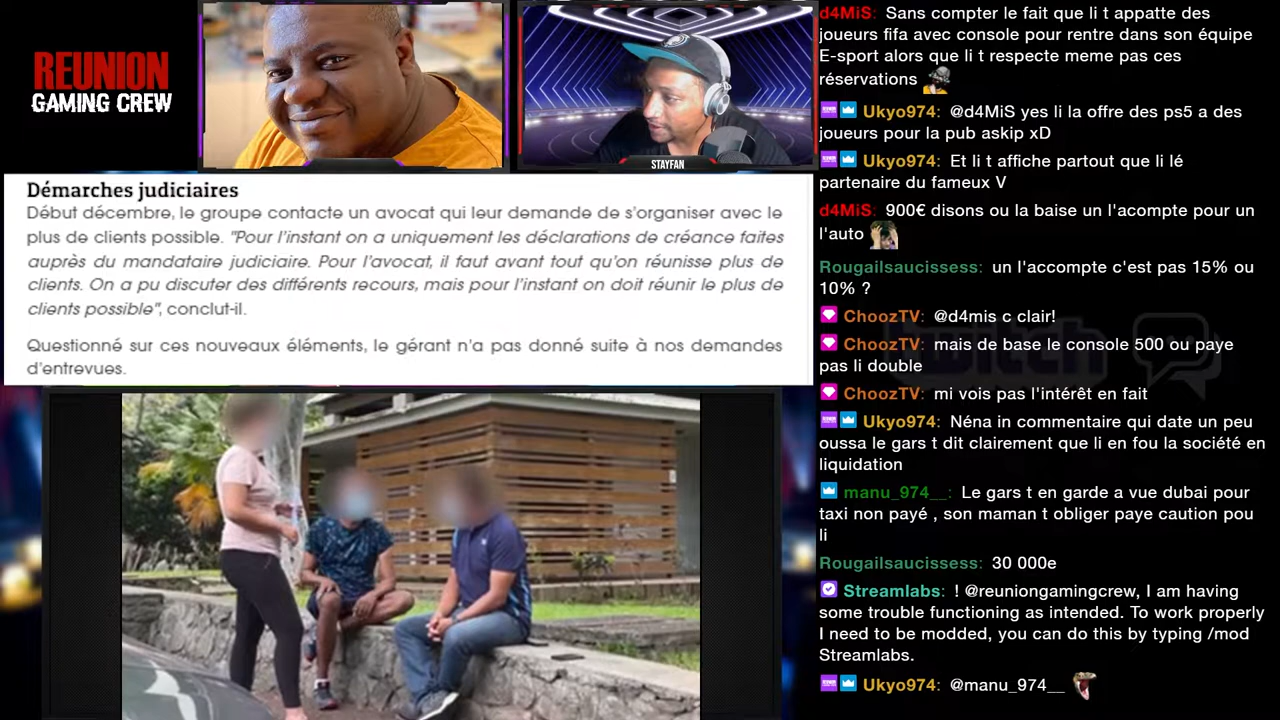 REUNION
GAMING CREW
STAYFAN
Démarches judiciaires
Début décembre, le groupe contacte un avocat qui leur demande de s'organiser avec le
plus de clients possible. "Pour l'instant on a uniquement les déclarations de créance faites
auprès du mandataire judiciaire. Pour l'avocat, il faut avant tout qu'on réunisse plus de
clients. On a pu discuter des différents recours, mais pour l'instant on doit réunir le plus de
clients possible", conclut-il.
Questionné sur ces nouveaux éléments, le gérant n'a pas donné suite à nos demandes
d'entrevues.
d4MiS: Sans compter le fait que li t appatte des
joueurs fifa avec console pour rentre dans son équipe
E-sport alors que li t respecte meme pas ces
réservations
Ukyo974: @d4MiS yes li la offre des ps5 a des
joueurs pour la pub askip xD
Ukyo974: Et li t affiche partout que li lé
partenaire du fameux V
d4MiS: 900€ disons ou la baise un l'acompte pour un
l'auto
Rougailsaucissess: un l'accompte c'est pas 15% ou
10% ?
ChoozTV: @d4mis c clair!
ChoozTV: mais de base le console 500 ou paye
pas li double
ChoozTV: mi vois pas l'intérêt en fait
Ukyo974: Néna in commentaire qui date un peu
oussa le gars t dit clairement que li en fou la société en
liquidation
manu_974__: Le gars t en garde a vue dubai pour
taxi non payé , son maman t obliger paye caution pou
li
Rougailsaucissess: 30 000e
Streamlabs: ! @reuniongamingcrew, I am having
some trouble functioning as intended. To work properly
I need to be modded, you can do this by typing /mod
Streamlabs.
Ukyo974: @manu_974__
twitch